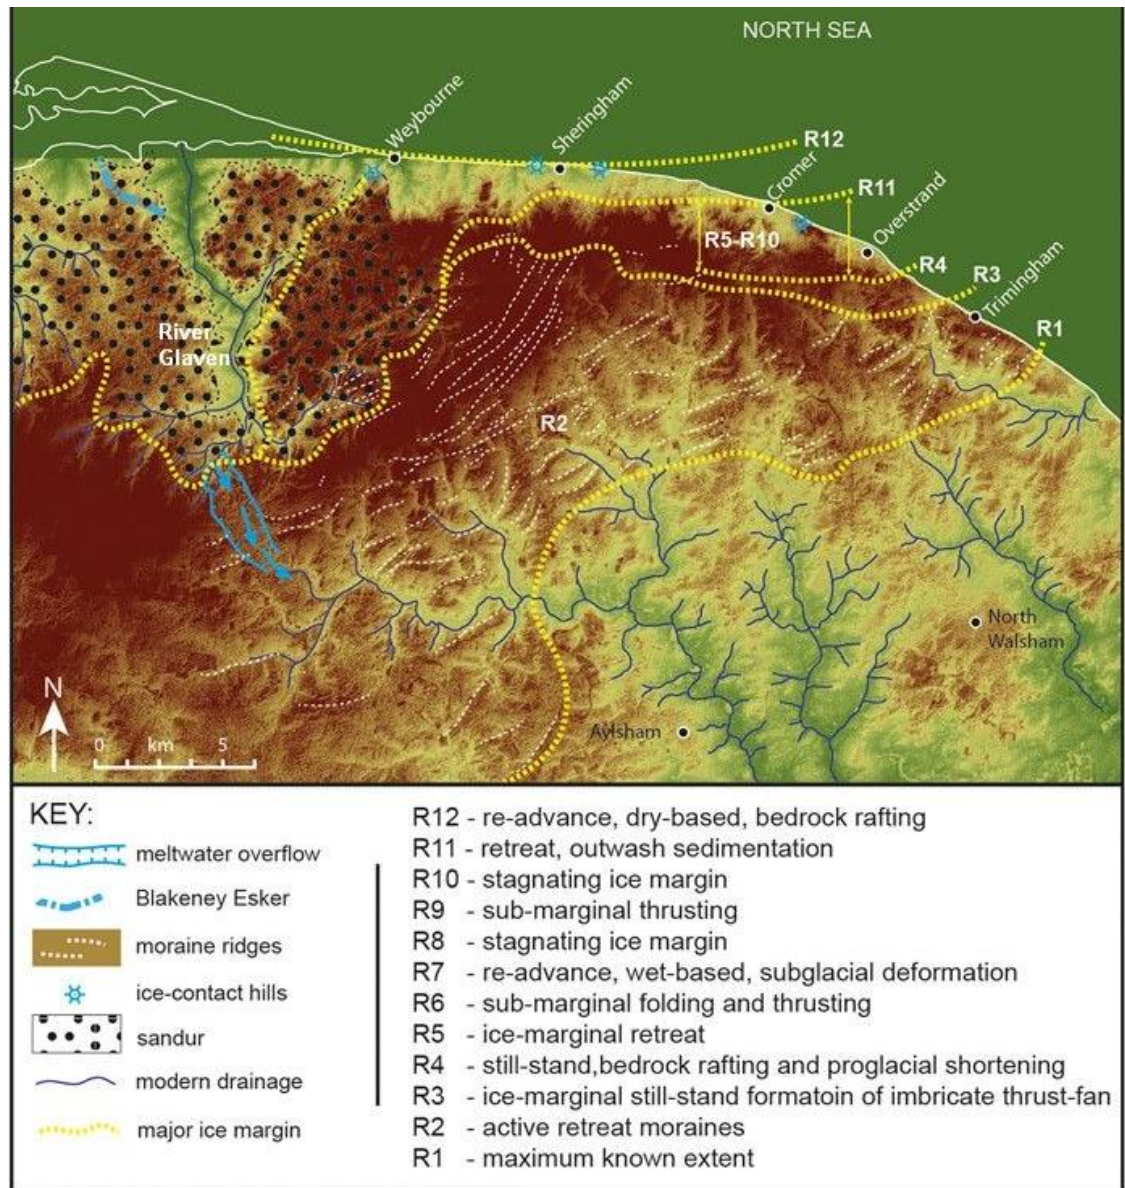 NORTH SEA
Weybourne
Sheringham
R12
Cromer
R11
Overstrand
R5-R10
R4
R3
Trimingham
R1
River
Glaven
R2
North
Walsham
Aylsham
N
0 km 5
KEY:
meltwater overflow
Blakeney Esker
moraine ridges
ice-contact hills
sandur
modern drainage
major ice margin
R12 - re-advance, dry-based, bedrock rafting
R11 - retreat, outwash sedimentation
R10 - stagnating ice margin
R9 - sub-marginal thrusting
R8 - stagnating ice margin
R7 - re-advance, wet-based, subglacial deformation
R6 - sub-marginal folding and thrusting
R5 - ice-marginal retreat
R4 - still-stand,bedrock rafting and proglacial shortening
R3 - ice-marginal still-stand formatoin of imbricate thrust-fan
R2 - active retreat moraines
R1 - maximum known extent